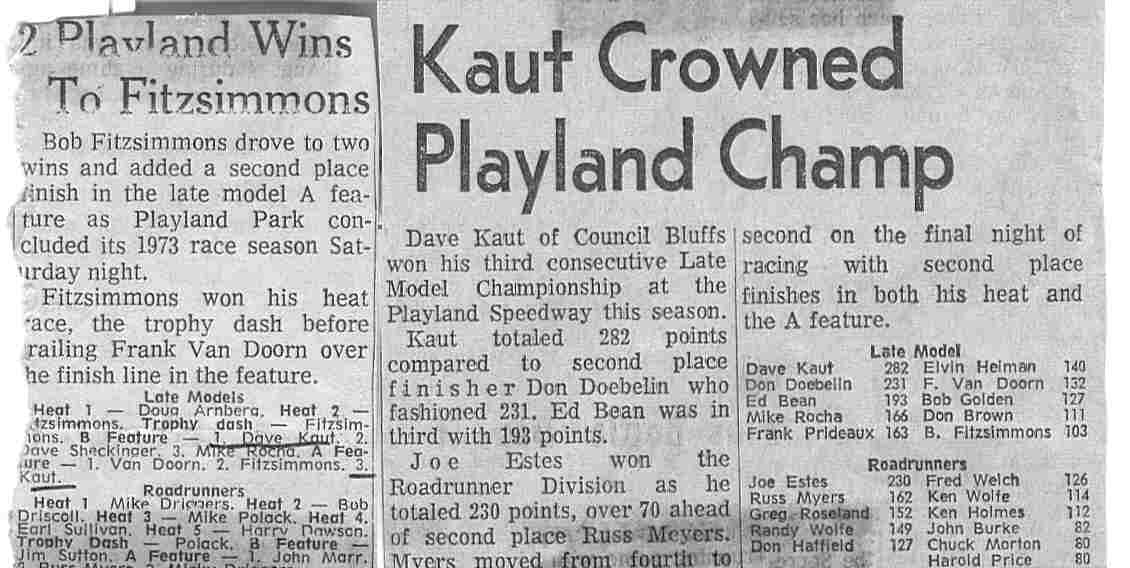 2 Playland Wins
To Fitzsimmons
Bob Fitzsimmons drove to two
wins and added a second place
finish in the late model A fea-
ture as Playland Park con-
cluded its 1973 race season Sat-
urday night.
Fitzsimmons won his heat
race, the trophy dash before
railing Frank Van Doorn over
he finish line in the feature.
Late Models
Heat 1 — Doug Arnberg. Heat 2 —
itzsimmons. Trophy dash — Fitzsim-
mons. B Feature — 1. Dave Kaut. 2.
Dave Sheckinger. 3. Mike Rocha. A Fea-
ure — 1. Van Doorn. 2. Fitzsimmons. 3.
Kaut.
Roadrunners
Heat 1 Mike Driggers. Heat 2 — Bob
Driscoll. Heat 3 — Mike Polack. Heat 4.
Earl Sullivan. Heat 5 — Harry Dawson.
Trophy Dash — Polack. B Feature —
Jim Sutton. A Feature — 1. John Marr.
Kaut Crowned
Playland Champ
Dave Kaut of Council Bluffs
won his third consecutive Late
Model Championship at the
Playland Speedway this season.
Kaut totaled 282 points
compared to second place
finisher Don Doebelin who
fashioned 231. Ed Bean was in
third with 193 points.
Joe Estes won the
Roadrunner Division as he
totaled 230 points, over 70 ahead
of second place Russ Meyers.
Myers moved from fourth to
second on the final night of
racing with second place
finishes in both his heat and
the A feature.
Late Model
Dave Kaut 282 Elvin Heiman 140
Don Doebelin 231 F. Van Doorn 132
Ed Bean 193 Bob Golden 127
Mike Rocha 166 Don Brown 111
Frank Prideaux 163 B. Fitzsimmons 103
Roadrunners
Joe Estes 230 Fred Welch 126
Russ Myers 162 Ken Wolfe 114
Greg Roseland 152 Ken Holmes 112
Randy Wolfe 149 John Burke 82
Don Hatfield 127 Chuck Morton 80
Harold Price 80